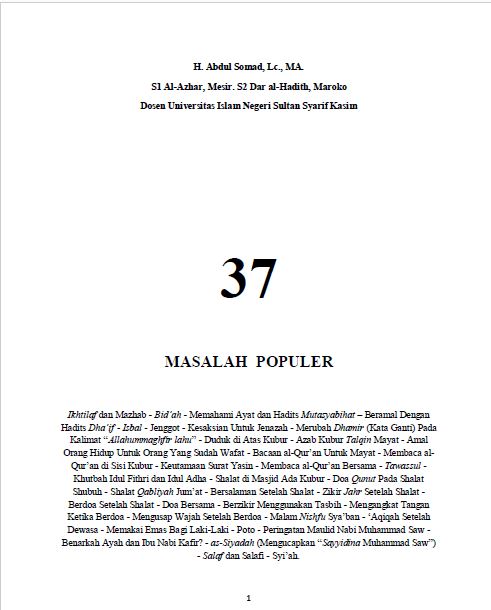 H. Abdul Somad, Lc., MA.
S1 Al-Azhar, Mesir. S2 Dar al-Hadith, Maroko
Dosen Universitas Islam Negeri Sultan Syarif Kasim
37
MASALAH POPULER
Ikhtilaf dan Mazhab - Bid'ah - Memahami Ayat dan Hadits Mutasyabihat – Beramal Dengan
Hadits Dha'if - Isbal - Jenggot - Kesaksian Untuk Jenazah - Merubah Dhamir (Kata Ganti) Pada
Kalimat "Allahummaghfir lahu" - Duduk di Atas Kubur - Azab Kubur Talqin Mayat - Amal
Orang Hidup Untuk Orang Yang Sudah Wafat - Bacaan al-Qur'an Untuk Mayat - Membaca al-
Qur'an di Sisi Kubur - Keutamaan Surat Yasin - Membaca al-Qur'an Bersama - Tawassul -
Khutbah Idul Fithri dan Idul Adha - Shalat di Masjid Ada Kubur - Doa Qunut Pada Shalat
Shubuh - Shalat Qabliyah Jum'at - Bersalaman Setelah Shalat - Zikir Jahr Setelah Shalat -
Berdoa Setelah Shalat - Doa Bersama - Berzikir Menggunakan Tasbih - Mengangkat Tangan
Ketika Berdoa - Mengusap Wajah Setelah Berdoa - Malam Nishfu Sya'ban - 'Aqiqah Setelah
Dewasa - Memakai Emas Bagi Laki-Laki - Poto - Peringatan Maulid Nabi Muhammad Saw -
Benarkah Ayah dan Ibu Nabi Kafir? - as-Siyadah (Mengucapkan "Sayyidina Muhammad Saw")
- Salaf dan Salafi - Syi'ah.
1